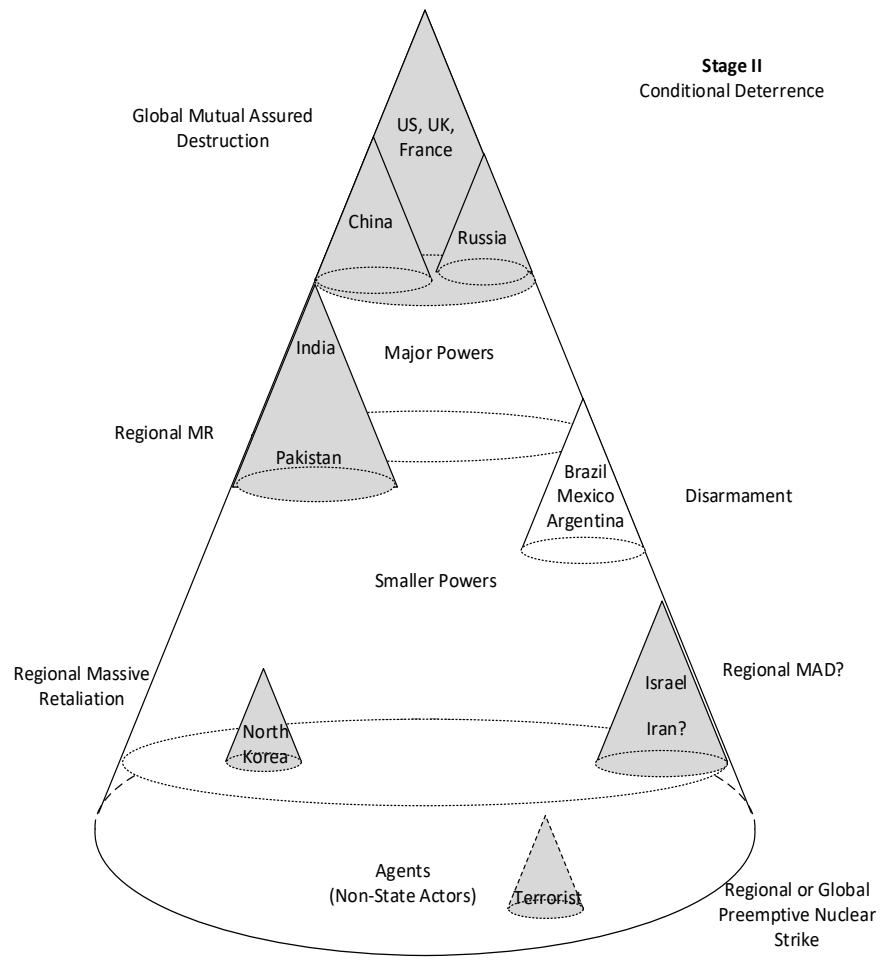 Stage II
Conditional Deterrence
Global Mutual Assured
Destruction
US, UK,
France
China
Russia
India
Major Powers
Regional MR
Pakistan
Brazil
Mexico
Argentina
Disarmament
Smaller Powers
Regional Massive
Retaliation
Regional MAD?
Israel
Iran?
North
Korea
Agents
(Non-State Actors)
Terrorist
Regional or Global
Preemptive Nuclear
Strike